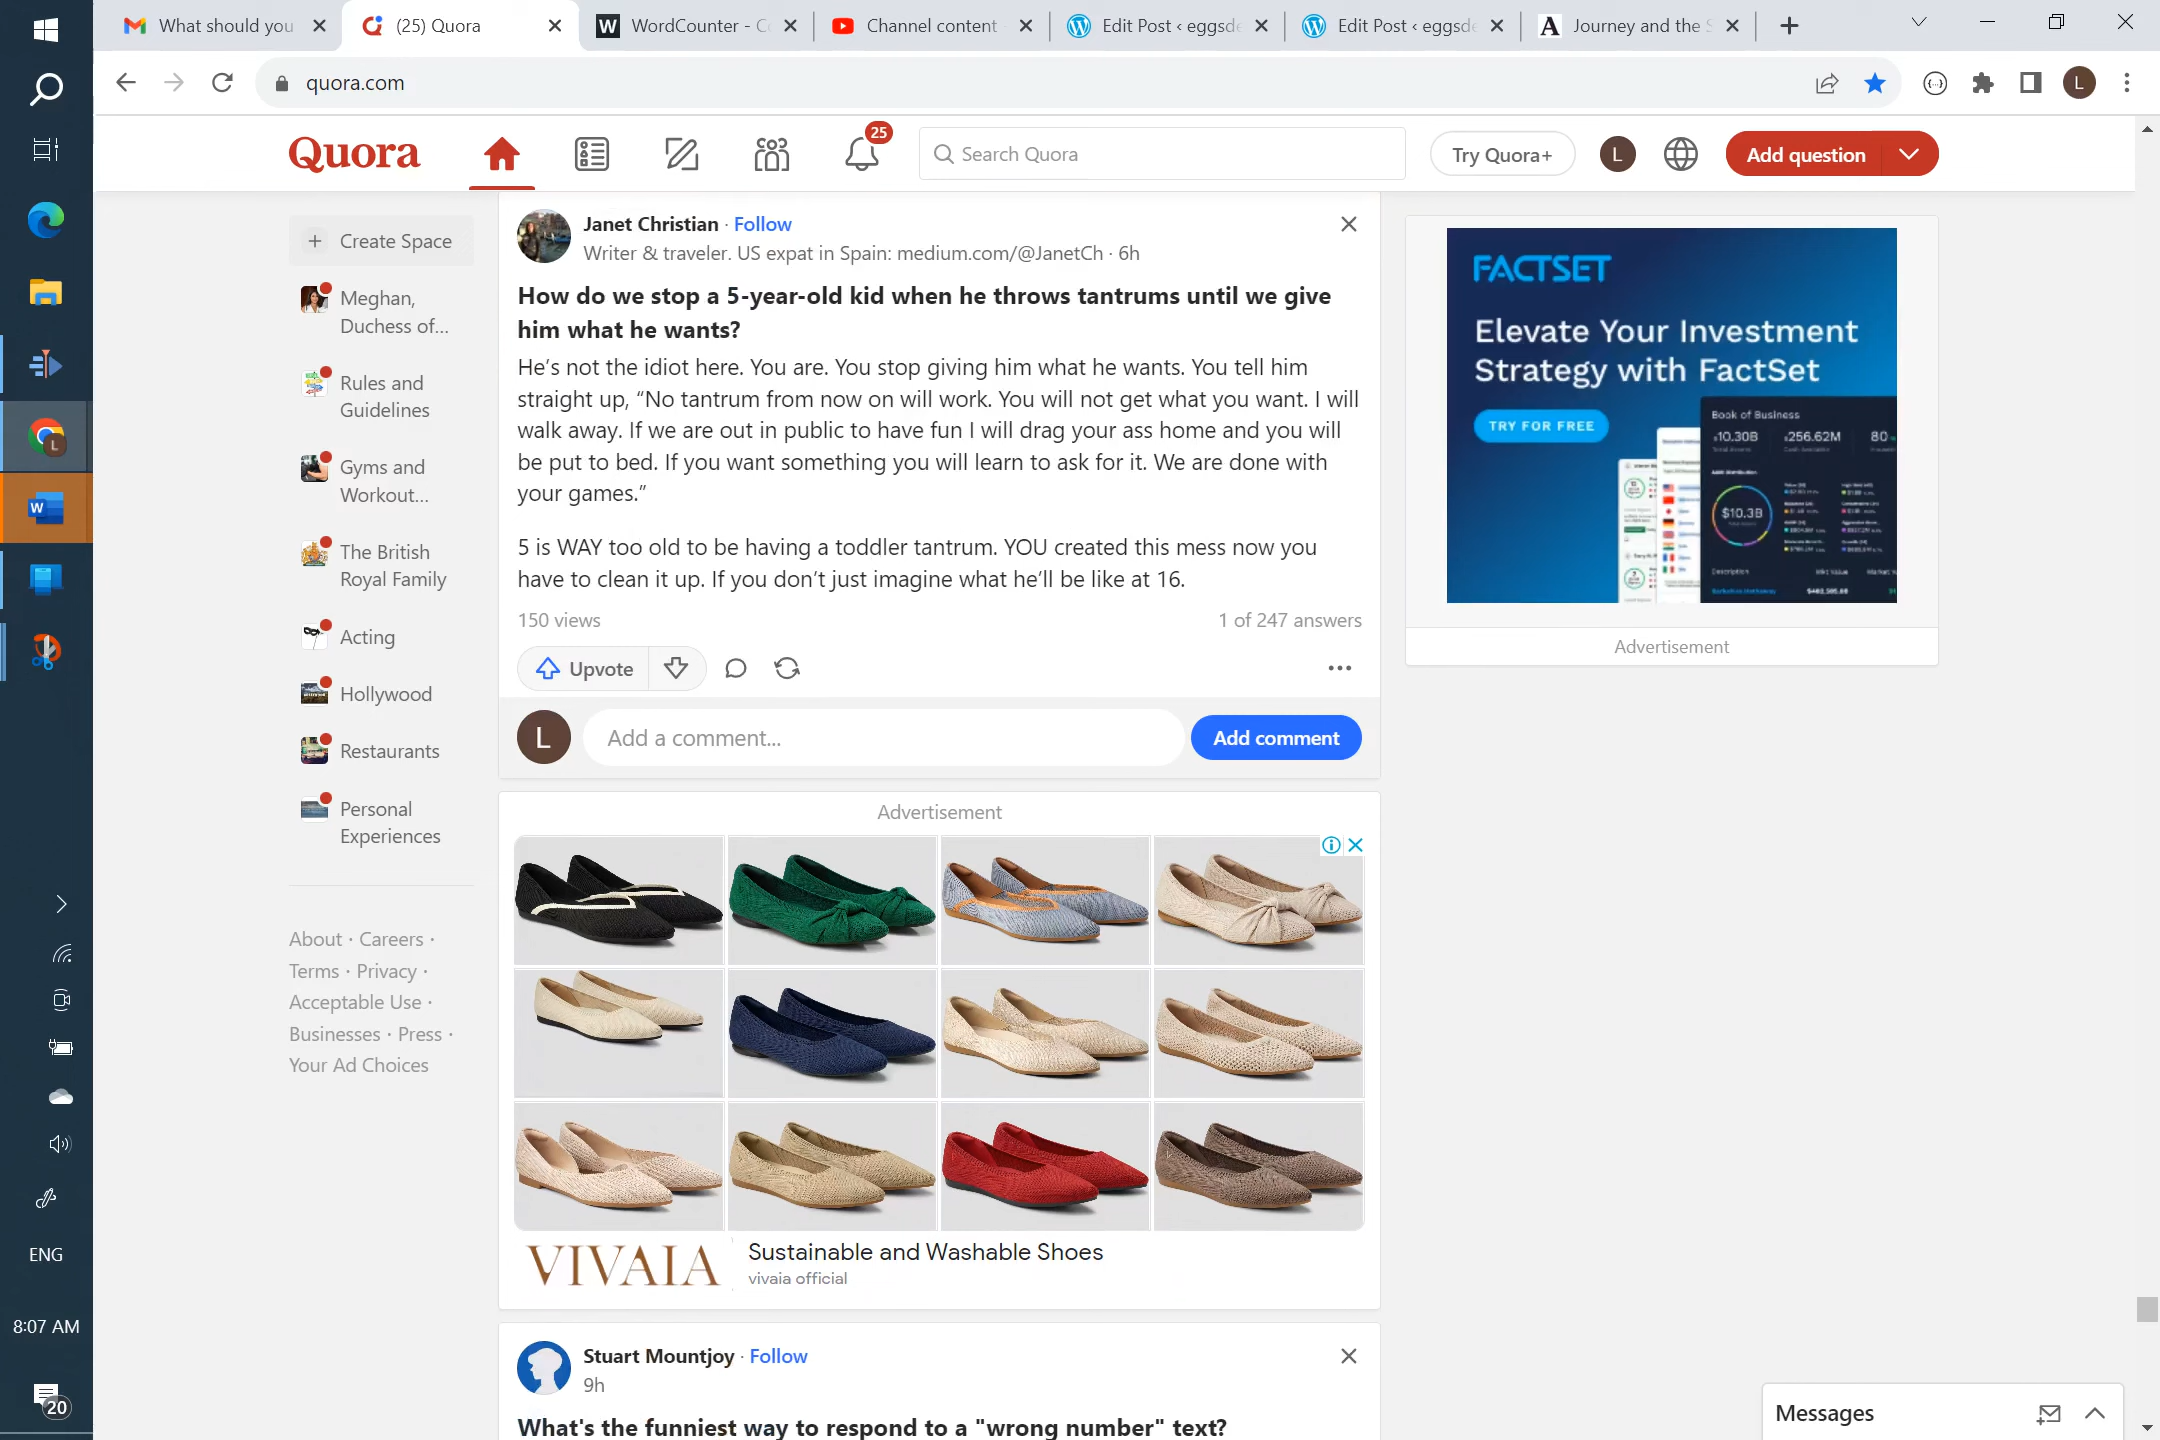 What should you
(25) Quora
WordCounter - C
Channel content
Edit Post ‹ eggsde
Edit Post ‹ eggsde
Journey and the S
quora.com
L
Quora
25
Search Quora
Try Quora+
L
Add question
Create Space
Meghan,
Duchess of...
Rules and
Guidelines
Gyms and
Workout...
The British
Royal Family
Acting
Hollywood
Restaurants
Personal
Experiences
About · Careers ·
Terms · Privacy ·
Acceptable Use ·
Businesses · Press ·
Your Ad Choices
Janet Christian · Follow
Writer & traveler. US expat in Spain: medium.com/@JanetCh · 6h
How do we stop a 5-year-old kid when he throws tantrums until we give
him what he wants?
He’s not the idiot here. You are. You stop giving him what he wants. You tell him
straight up, “No tantrum from now on will work. You will not get what you want. I will
walk away. If we are out in public to have fun I will drag your ass home and you will
be put to bed. If you want something you will learn to ask for it. We are done with
your games.”
5 is WAY too old to be having a toddler tantrum. YOU created this mess now you
have to clean it up. If you don’t just imagine what he’ll be like at 16.
150 views
1 of 247 answers
Upvote
L
Add a comment...
Add comment
Advertisement
VIVAIA
Sustainable and Washable Shoes
vivaia official
Stuart Mountjoy · Follow
9h
What's the funniest way to respond to a "wrong number" text?
FACTSET
Elevate Your Investment
Strategy with FactSet
TRY FOR FREE
Book of Business
$10.30B
$256.62M
80
$10.3B
Description
Advertisement
Messages
L
W
ENG
8:07 AM
20